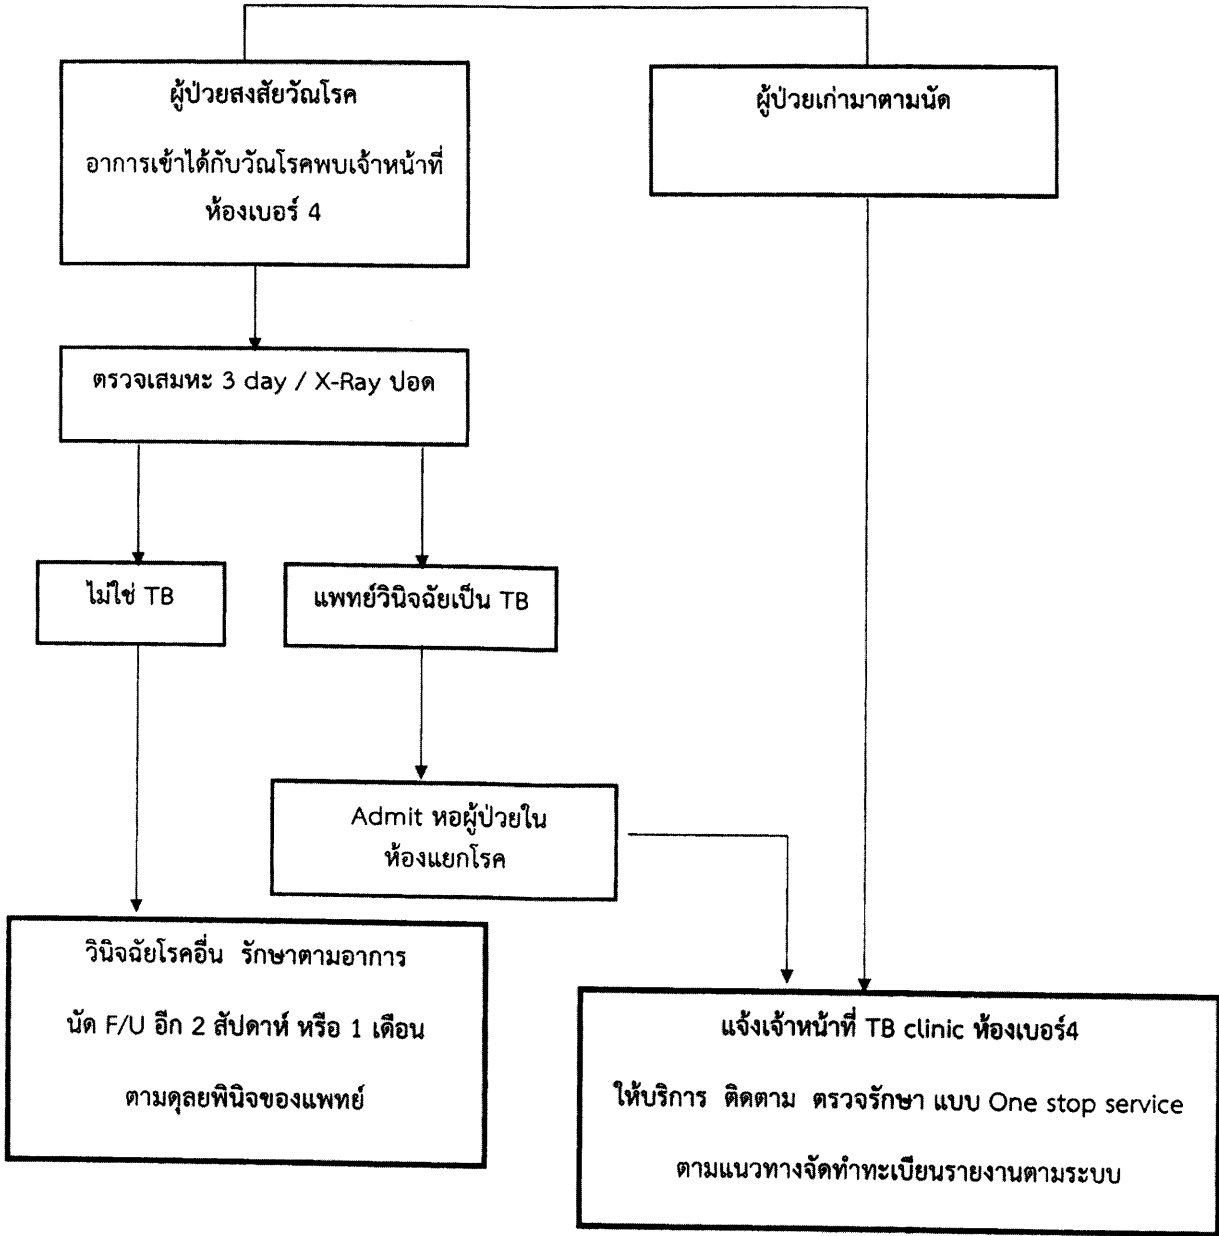 ผู้ป่วยสงสัยวัณโรค
อาการเข้าได้กับวัณโรคพบเจ้าหน้าที่
ห้องเบอร์ 4
ผู้ป่วยเก่ามาตามนัด
ตรวจเสมหะ 3 day / X-Ray ปอด
ไม่ใช่ TB
แพทย์วินิจฉัยเป็น TB
Admit หอผู้ป่วยใน
ห้องแยกโรค
วินิจฉัยโรคอื่น รักษาตามอาการ
นัด F/U อีก 2 สัปดาห์ หรือ 1 เดือน
ตามดุลยพินิจของแพทย์
แจ้งเจ้าหน้าที่ TB clinic ห้องเบอร์4
ให้บริการ ติดตาม ตรวจรักษา แบบ One stop service
ตามแนวทางจัดทำทะเบียนรายงานตามระบบ